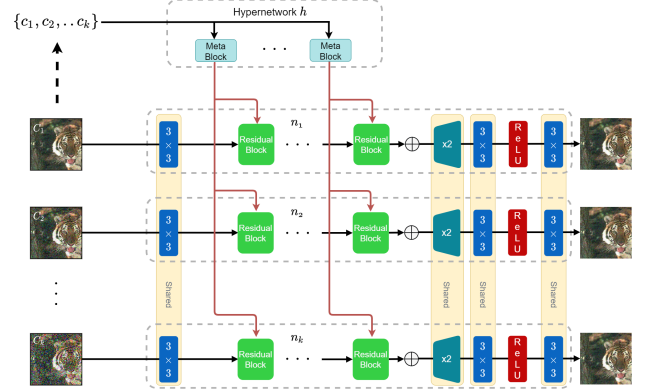 Hypernetwork h
{c₁, c₂, . . cₖ}
Meta
Block
. . .
Meta
Block
C₁
3
×
3
n₁
Residual
Block
. . .
Residual
Block
x2
3
×
3
ReLU
3
×
3
C₂
3
×
3
n₂
Residual
Block
. . .
Residual
Block
x2
3
×
3
ReLU
3
×
3
Shared
Shared
Shared
Shared
3
×
3
nₖ
Residual
Block
. . .
Residual
Block
x2
3
×
3
ReLU
3
×
3